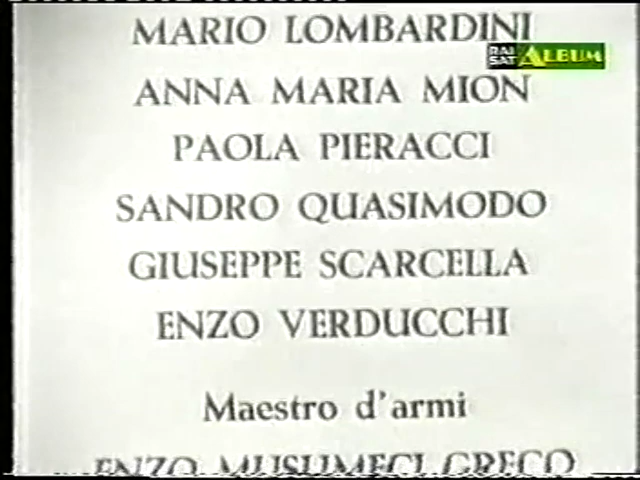 MARIO LOMBARDINI
RAI SAT ALBUM
ANNA MARIA MION
PAOLA PIERACCI
SANDRO QUASIMODO
GIUSEPPE SCARCELLA
ENZO VERDUCCHI
Maestro d'armi
ENZO MUSUMECI GRECO